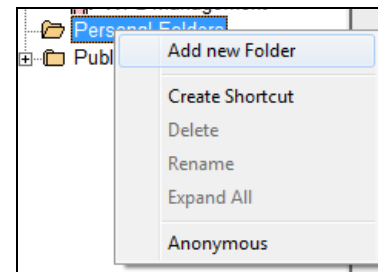 Personal Folders
Publ
Add new Folder
Create Shortcut
Delete
Rename
Expand All
Anonymous